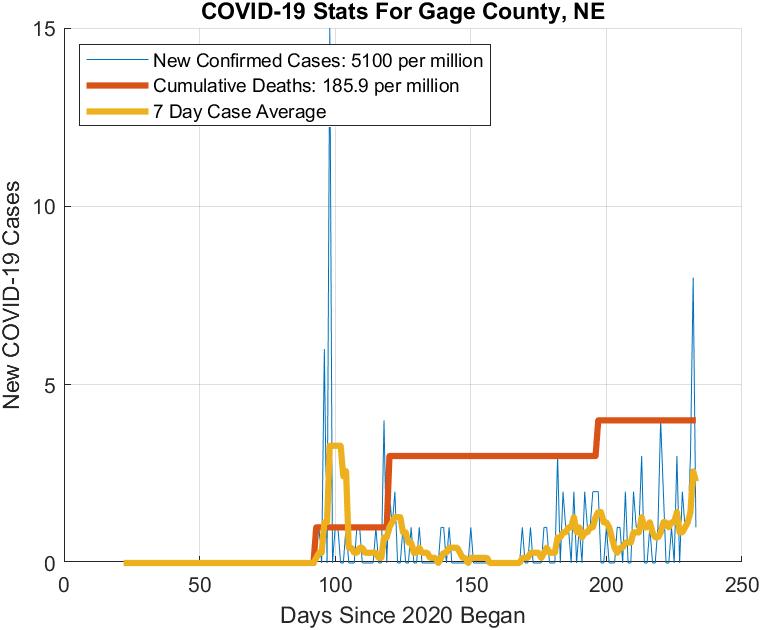 COVID-19 Stats For Gage County, NE
New Confirmed Cases: 5100 per million
Cumulative Deaths: 185.9 per million
7 Day Case Average
New COVID-19 Cases
15
10
5
0
0 50 100 150 200 250
Days Since 2020 Began